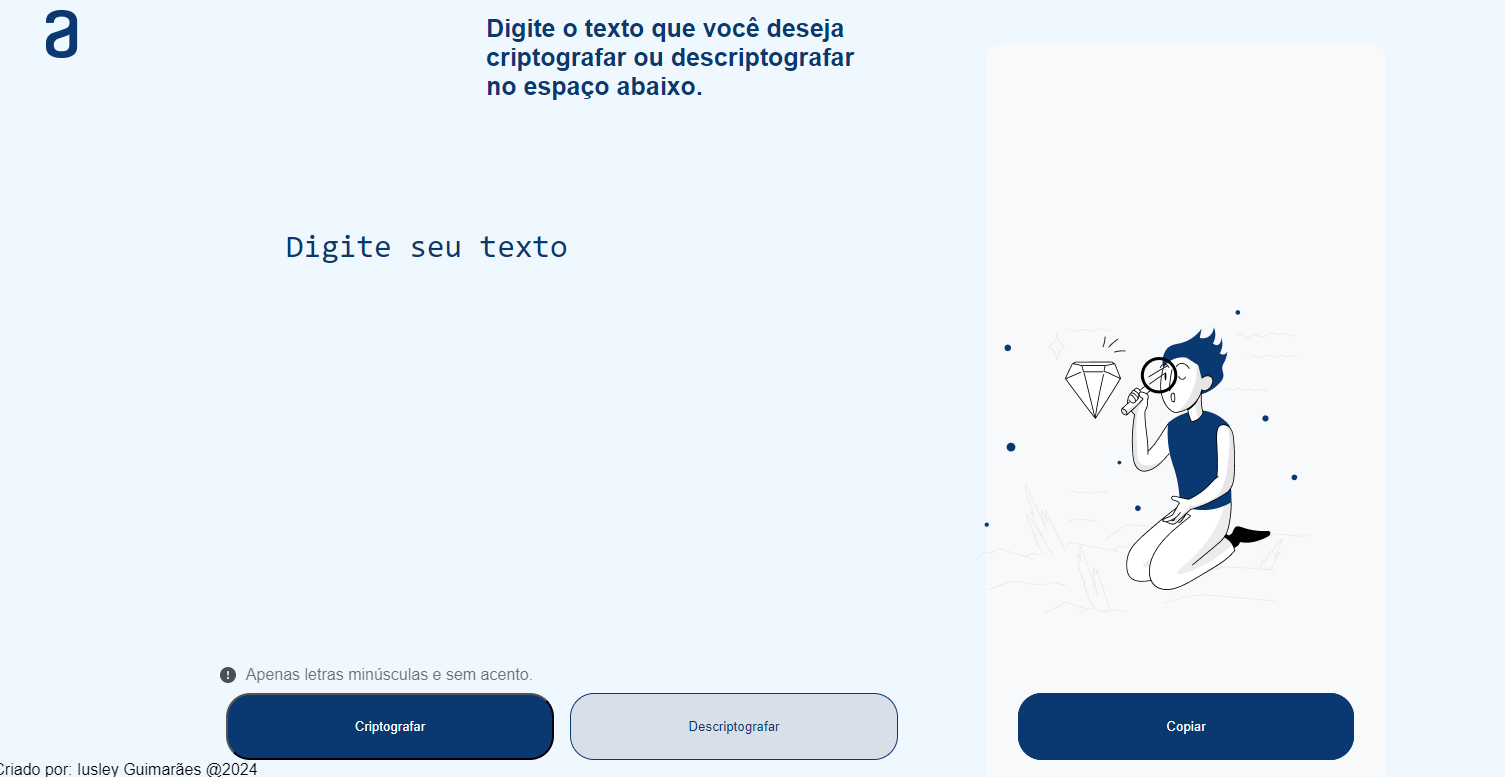 a
Digite o texto que você deseja
criptografar ou descriptografar
no espaço abaixo.
Digite seu texto
! Apenas letras minúsculas e sem acento.
Criptografar
Descriptografar
Copiar
Criado por: Iusley Guimarães @2024